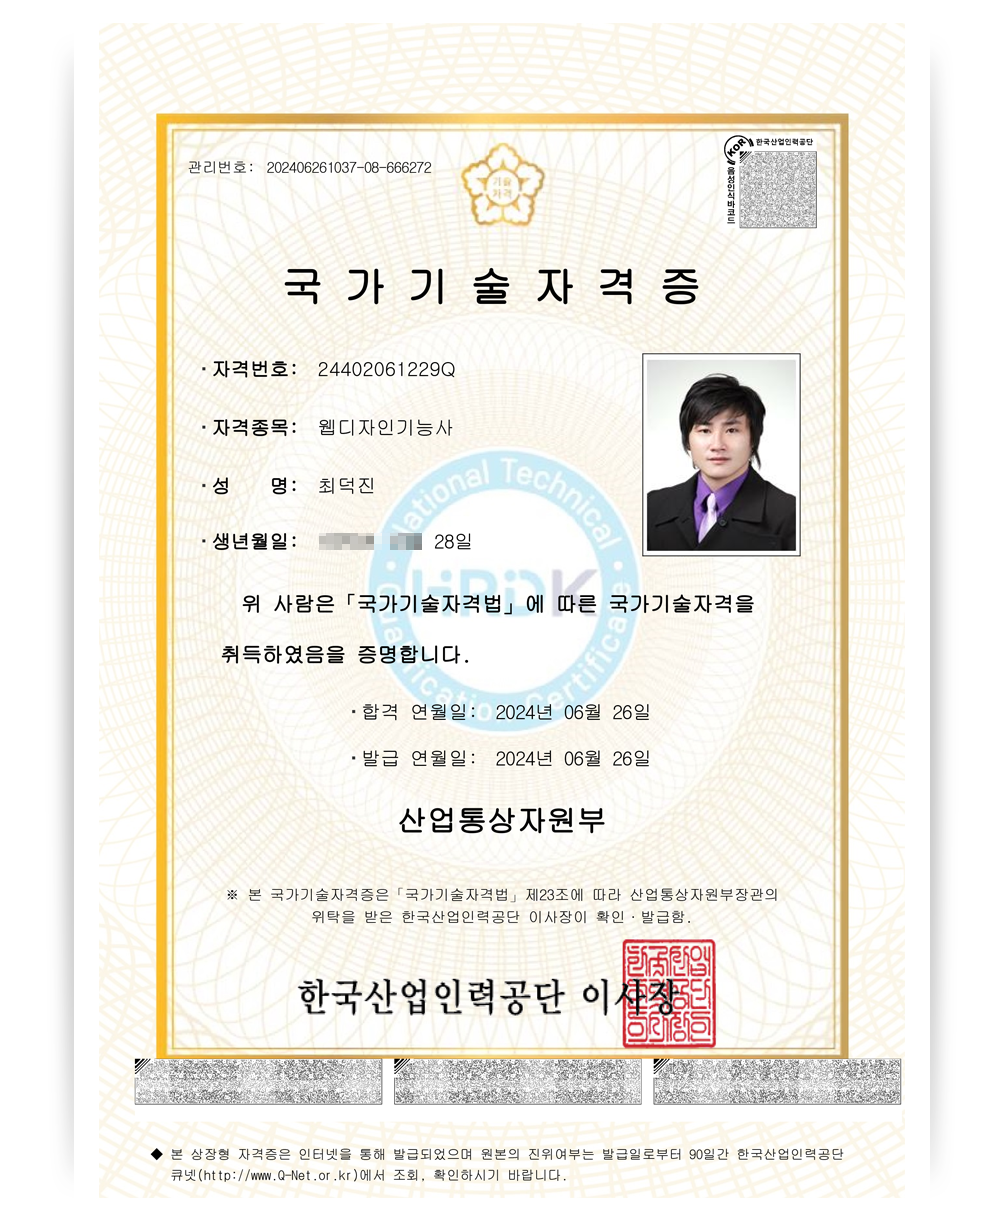 관리번호: 202406261037-08-666272
기술
자격
KOR
한국산업인력공단
음성인식바코드
국가기술자격증
·자격번호: 24402061229Q
·자격종목: 웹디자인기능사
·성 명: 최덕진
·생년월일: 28일
위 사람은「국가기술자격법」에 따른 국가기술자격을
취득하였음을 증명합니다.
·합격 연월일: 2024년 06월 26일
·발급 연월일: 2024년 06월 26일
National Technical
HRDK
Certificate
산업통상자원부
※ 본 국가기술자격증은「국가기술자격법」제23조에 따라 산업통상자원부장관의
위탁을 받은 한국산업인력공단 이사장이 확인·발급함.
한국산업인력공단 이사장
◆ 본 상장형 자격증은 인터넷을 통해 발급되었으며 원본의 진위여부는 발급일로부터 90일간 한국산업인력공단
큐넷(http://www.Q-Net.or.kr)에서 조회, 확인하시기 바랍니다.